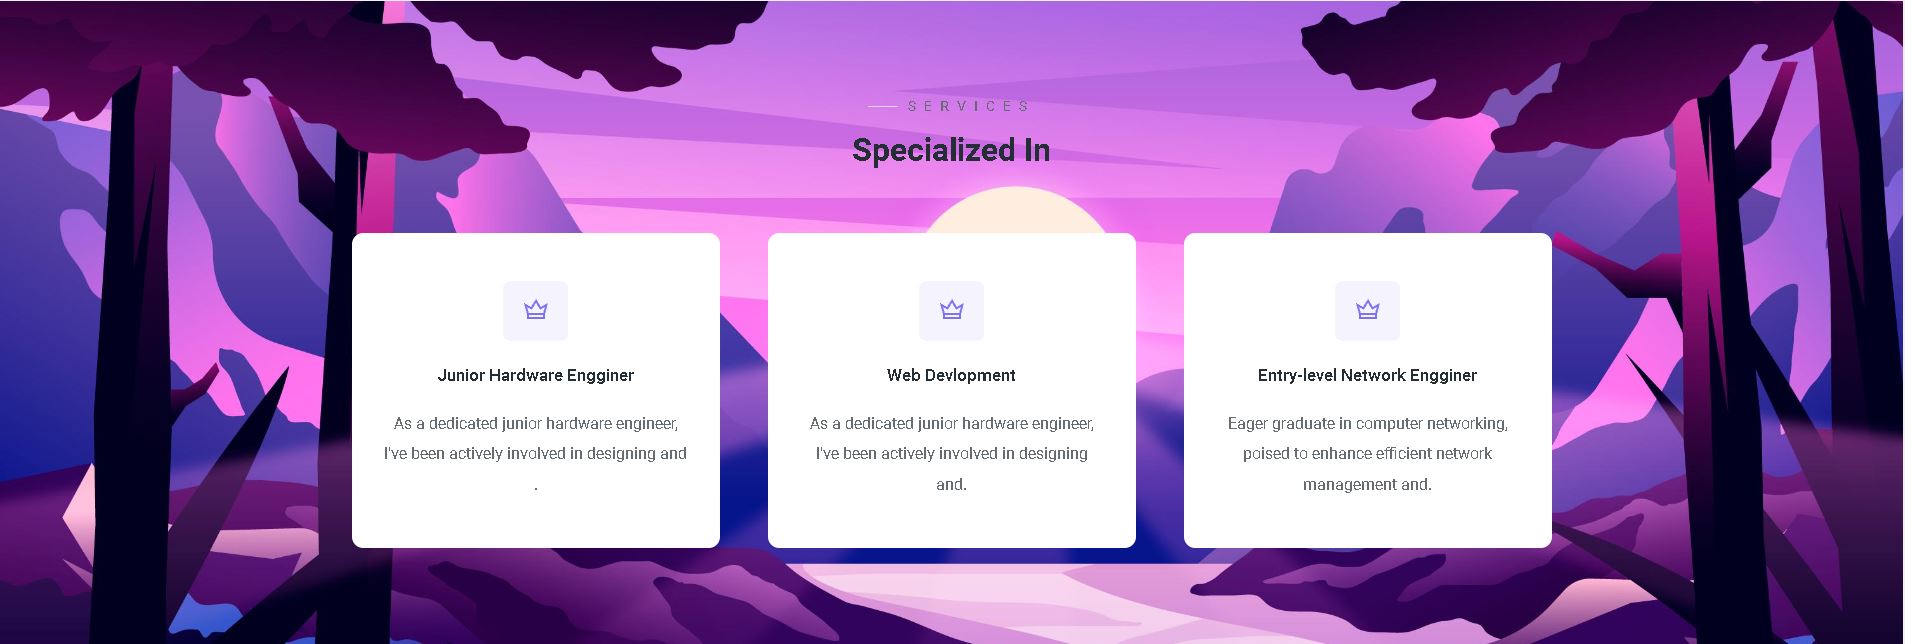 SERVICES
Specialized In
Junior Hardware Engginer
As a dedicated junior hardware engineer,
I've been actively involved in designing and
.
Web Devlopment
As a dedicated junior hardware engineer,
I've been actively involved in designing
and.
Entry-level Network Engginer
Eager graduate in computer networking,
poised to enhance efficient network
management and.